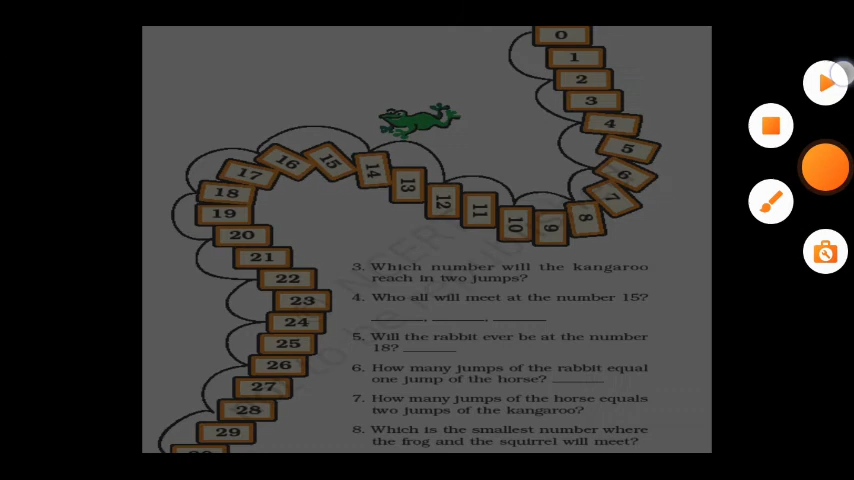 0
1
2
3
4
5
6
7
8
9
10
11
12
13
14
15
16
17
18
19
20
21
22
23
24
25
26
27
28
29
3. Which number will the kangaroo
reach in two jumps?
4. Who all will meet at the number 15?
______, ______, ______
5. Will the rabbit ever be at the number
18? ______
6. How many jumps of the rabbit equal
one jump of the horse? ______
7. How many jumps of the horse equals
two jumps of the kangaroo?
8. Which is the smallest number where
the frog and the squirrel will meet?